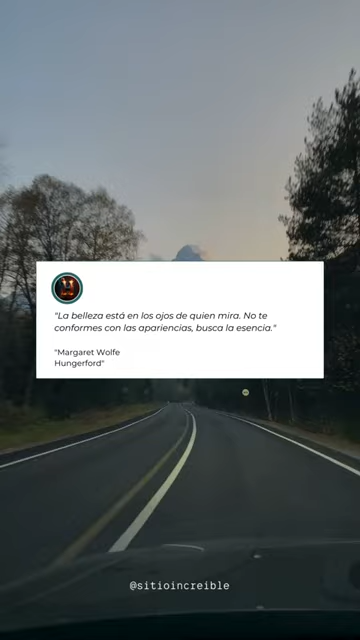 "La belleza está en los ojos de quien mira. No te
conformes con las apariencias, busca la esencia."
"Margaret Wolfe
Hungerford"
@sitioincreible